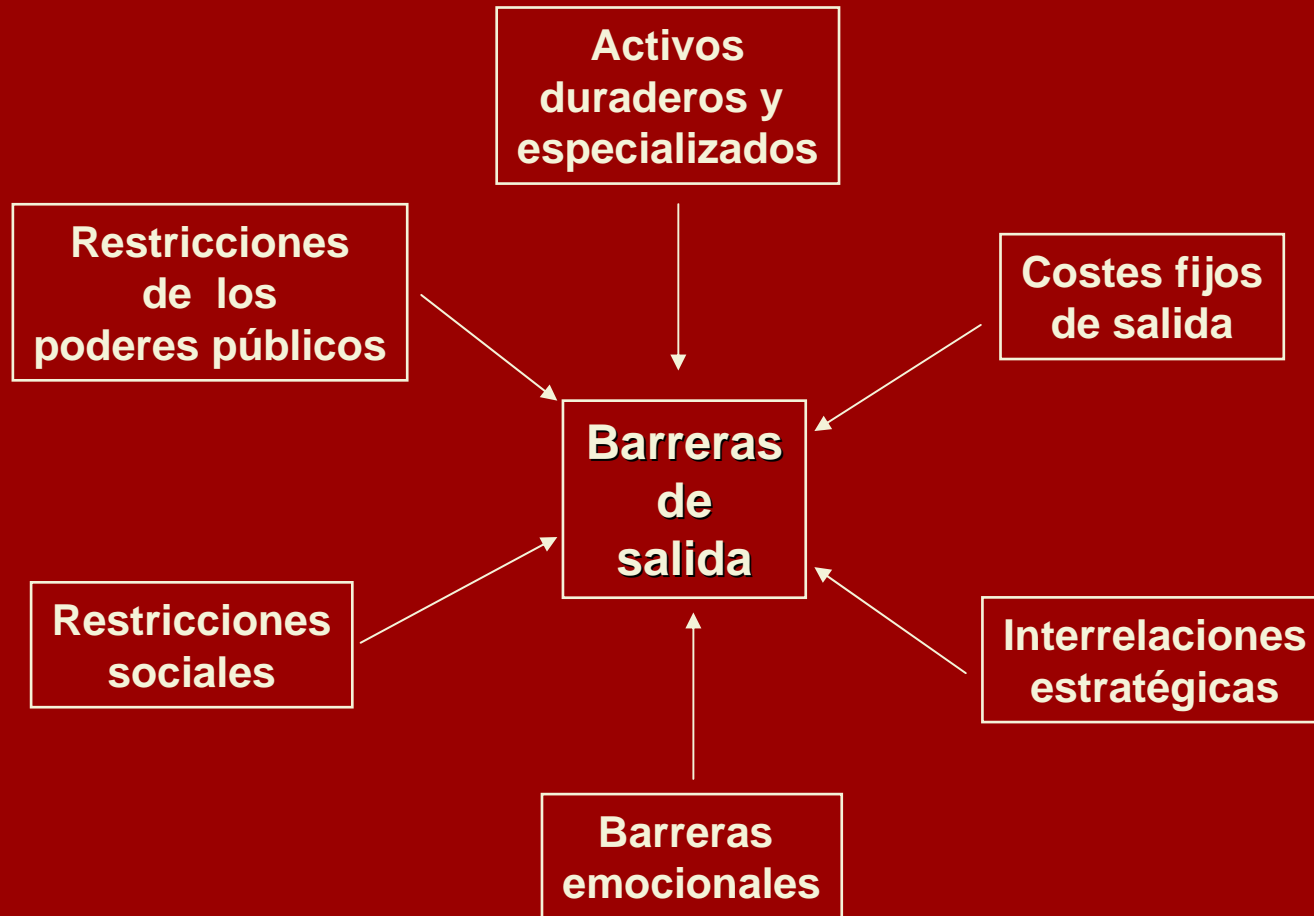 Activos
duraderos y
especializados
Restricciones
de los
poderes públicos
Costes fijos
de salida
Barreras
de
salida
Restricciones
sociales
Interrelaciones
estratégicas
Barreras
emocionales